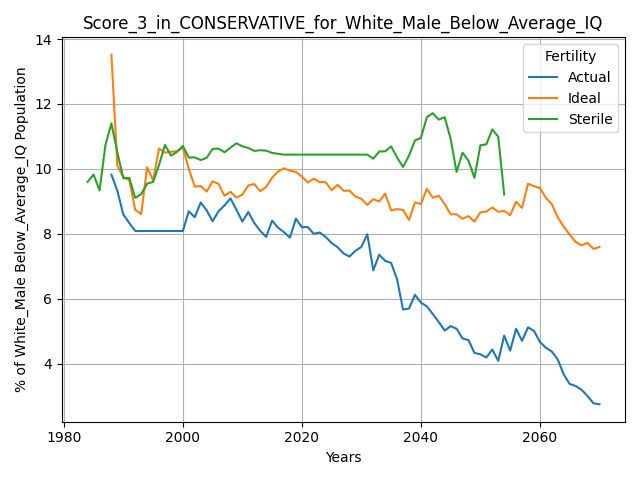 Score_3_in_CONSERVATIVE_for_White_Male_Below_Average_IQ
% of White_Male Below_Average_IQ Population
14
12
10
8
6
4
1980
2000
2020
2040
2060
Years
Fertility
Actual
Ideal
Sterile